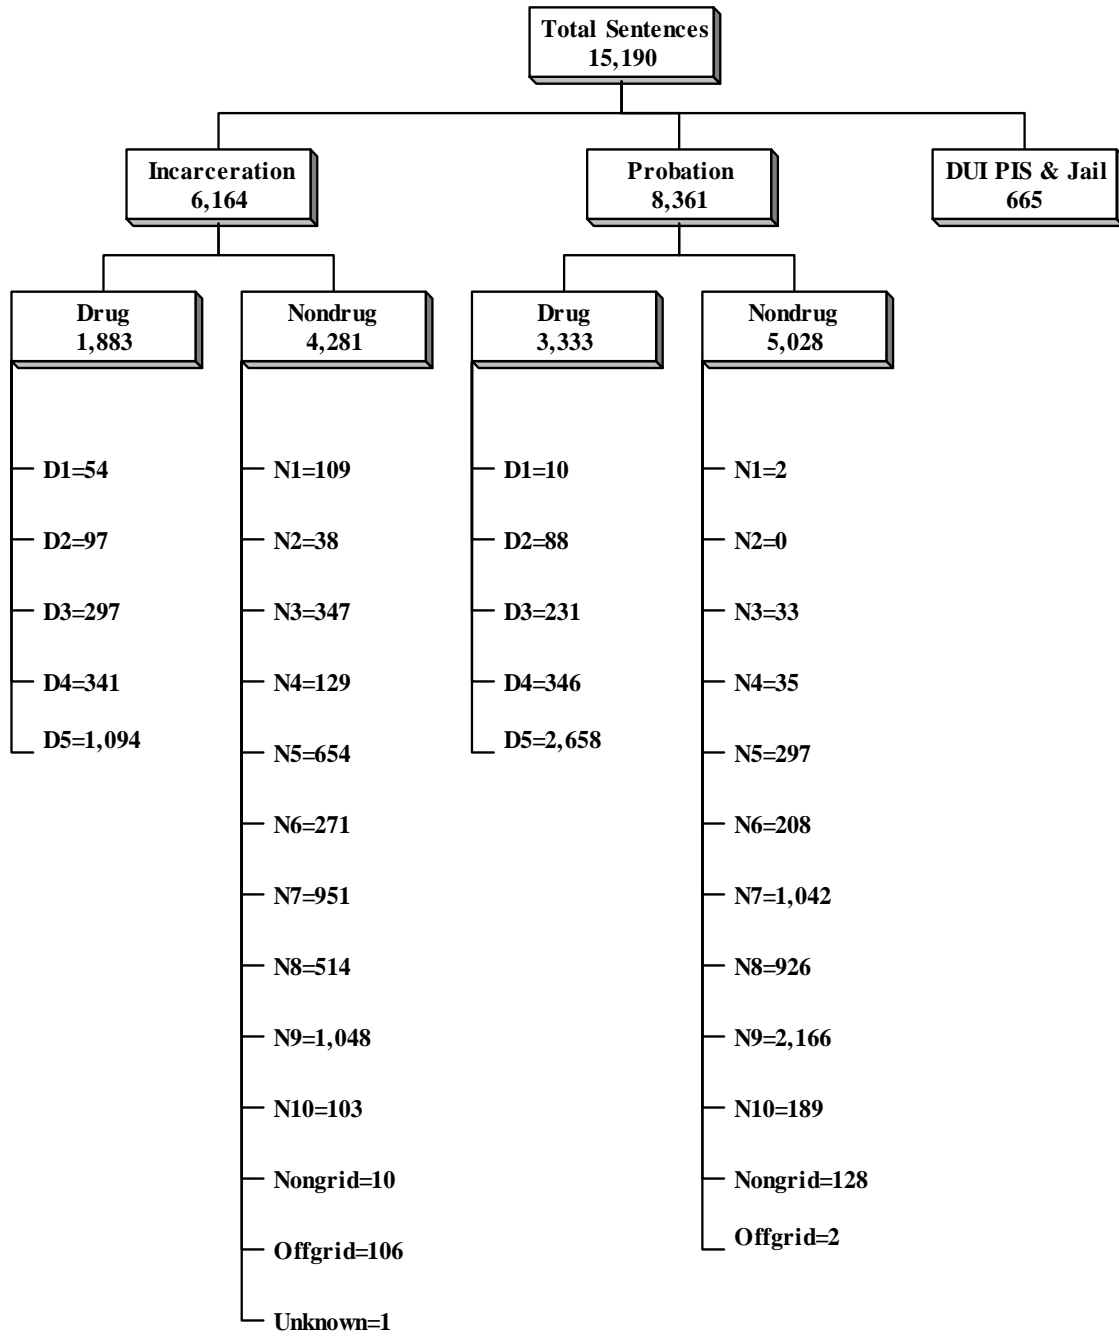 Total Sentences
15,190
Incarceration
6,164
Probation
8,361
DUI PIS & Jail
665
Drug
1,883
Nondrug
4,281
Drug
3,333
Nondrug
5,028
D1=54
D2=97
D3=297
D4=341
D5=1,094
N1=109
N2=38
N3=347
N4=129
N5=654
N6=271
N7=951
N8=514
N9=1,048
N10=103
Nongrid=10
Offgrid=106
Unknown=1
D1=10
D2=88
D3=231
D4=346
D5=2,658
N1=2
N2=0
N3=33
N4=35
N5=297
N6=208
N7=1,042
N8=926
N9=2,166
N10=189
Nongrid=128
Offgrid=2